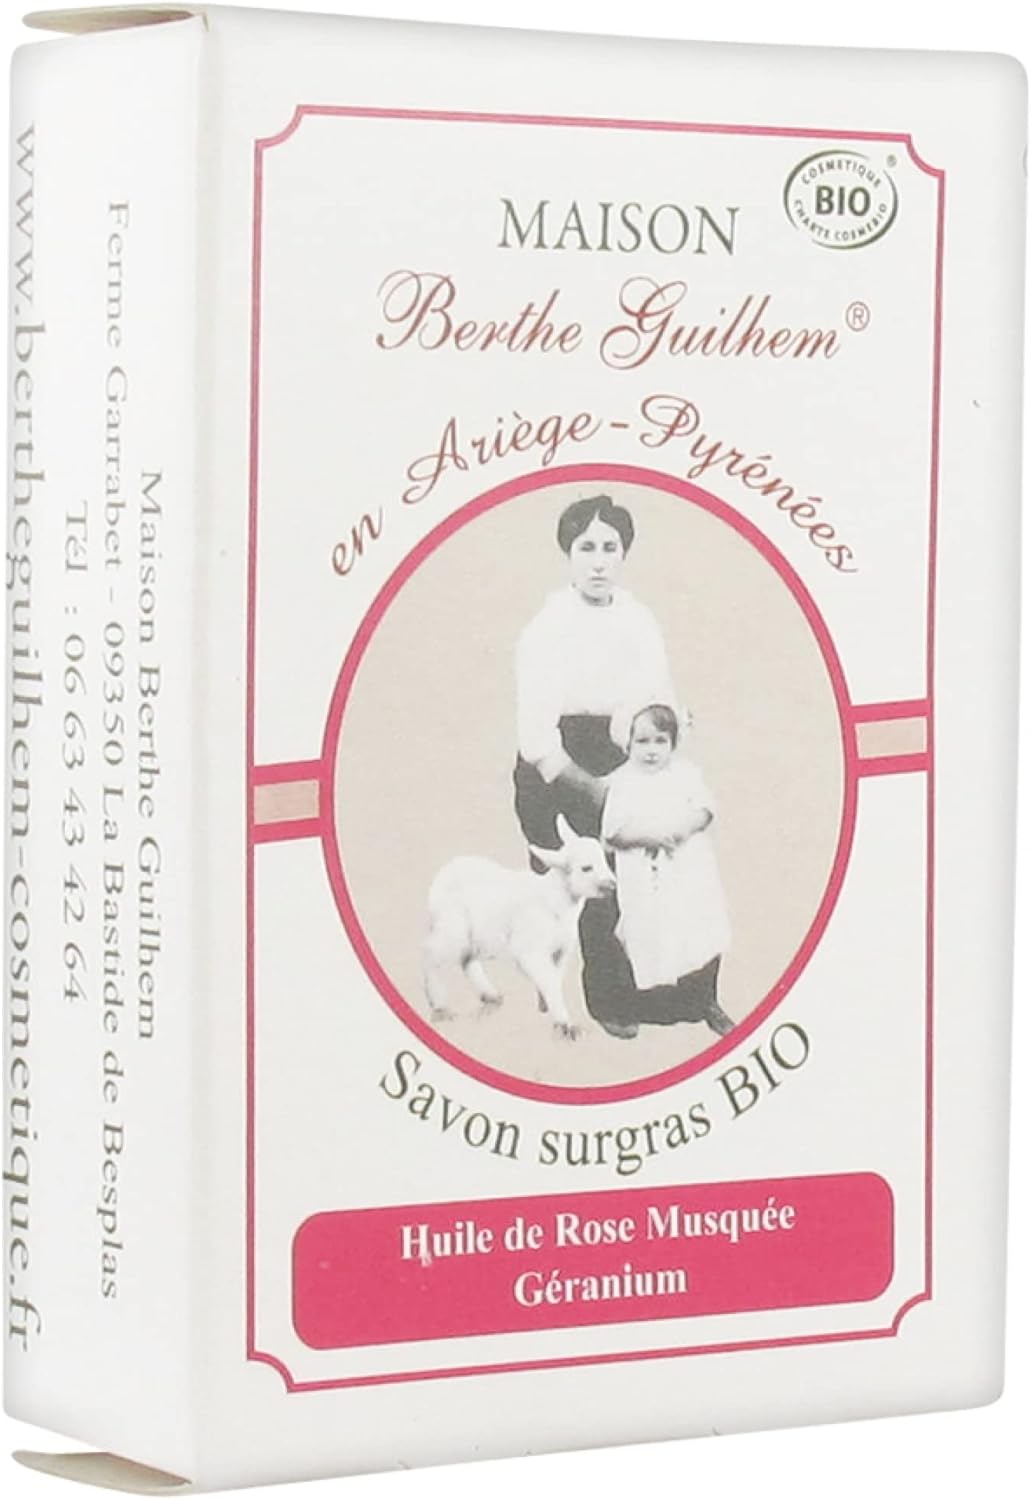 MAISON
Berthe Guilhem®
en Ariège-Pyrénées
Savon surgras BIO
Huile de Rose Musquée
Géranium
COSMETIQUE ®
BIO
CHARTE COSMEBIO
Maison Berthe Guilhem
Ferme Garrabet - 09350 La Bastide de Besplas
Tél : 06 63 43 42 64
www.bertheguilhem-cosmetique.fr